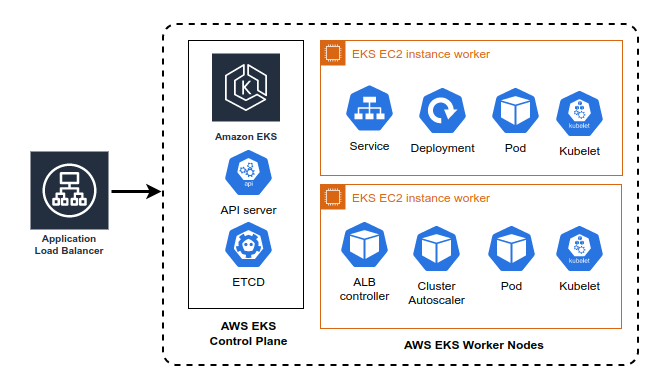 Application
Load Balancer
Amazon EKS
api
API server
ETCD
AWS EKS
Control Plane
EKS EC2 instance worker
Service
Deployment
Pod
kubelet
Kubelet
EKS EC2 instance worker
ALB
controller
Cluster
Autoscaler
Pod
kubelet
Kubelet
AWS EKS Worker Nodes
K